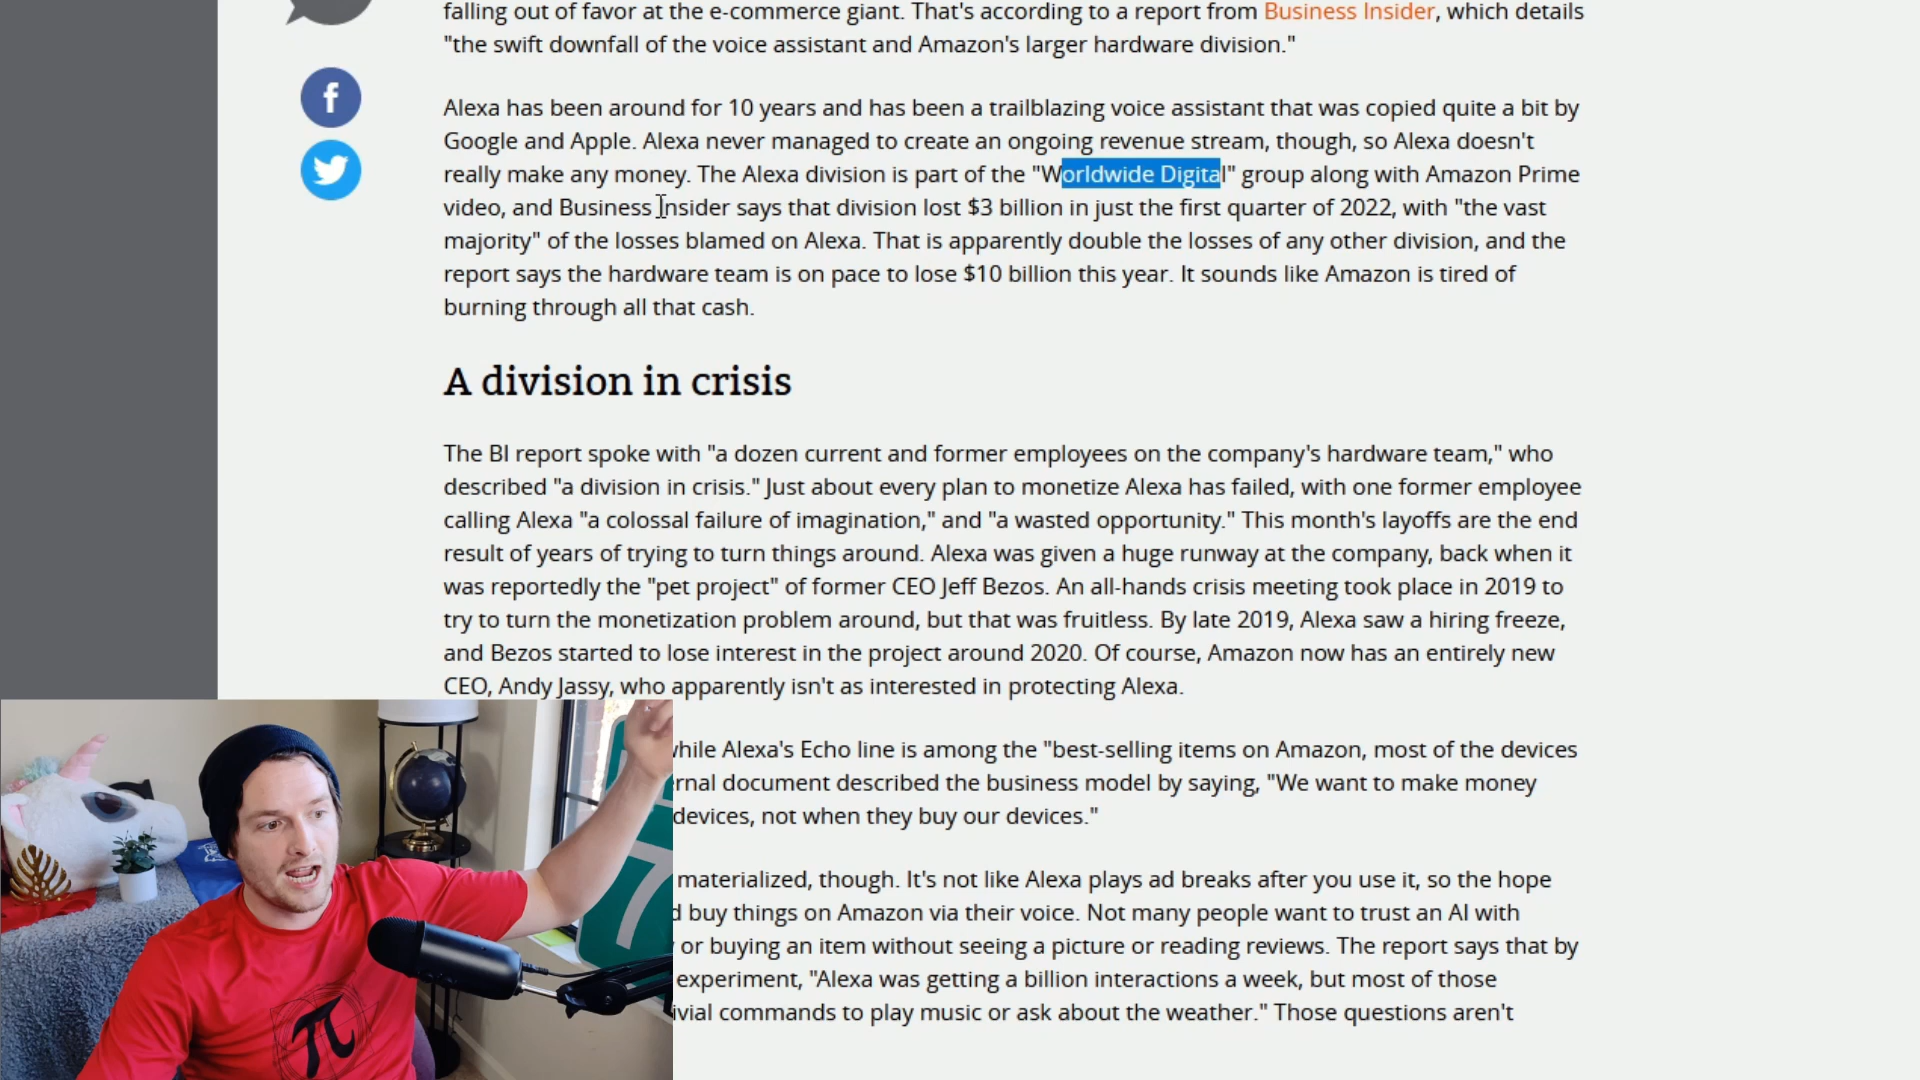 falling out of favor at the e-commerce giant. That's according to a report from Business Insider, which details
"the swift downfall of the voice assistant and Amazon's larger hardware division."
Alexa has been around for 10 years and has been a trailblazing voice assistant that was copied quite a bit by
Google and Apple. Alexa never managed to create an ongoing revenue stream, though, so Alexa doesn't
really make any money. The Alexa division is part of the "Worldwide Digital" group along with Amazon Prime
video, and Business Insider says that division lost $3 billion in just the first quarter of 2022, with "the vast
majority" of the losses blamed on Alexa. That is apparently double the losses of any other division, and the
report says the hardware team is on pace to lose $10 billion this year. It sounds like Amazon is tired of
burning through all that cash.
A division in crisis
The BI report spoke with "a dozen current and former employees on the company's hardware team," who
described "a division in crisis." Just about every plan to monetize Alexa has failed, with one former employee
calling Alexa "a colossal failure of imagination," and "a wasted opportunity." This month's layoffs are the end
result of years of trying to turn things around. Alexa was given a huge runway at the company, back when it
was reportedly the "pet project" of former CEO Jeff Bezos. An all-hands crisis meeting took place in 2019 to
try to turn the monetization problem around, but that was fruitless. By late 2019, Alexa saw a hiring freeze,
and Bezos started to lose interest in the project around 2020. Of course, Amazon now has an entirely new
CEO, Andy Jassy, who apparently isn't as interested in protecting Alexa.
while Alexa's Echo line is among the "best-selling items on Amazon, most of the devices
rnal document described the business model by saying, "We want to make money
devices, not when they buy our devices."
materialized, though. It's not like Alexa plays ad breaks after you use it, so the hope
d buy things on Amazon via their voice. Not many people want to trust an AI with
or buying an item without seeing a picture or reading reviews. The report says that by
experiment, "Alexa was getting a billion interactions a week, but most of those
ivial commands to play music or ask about the weather." Those questions aren't
π
7